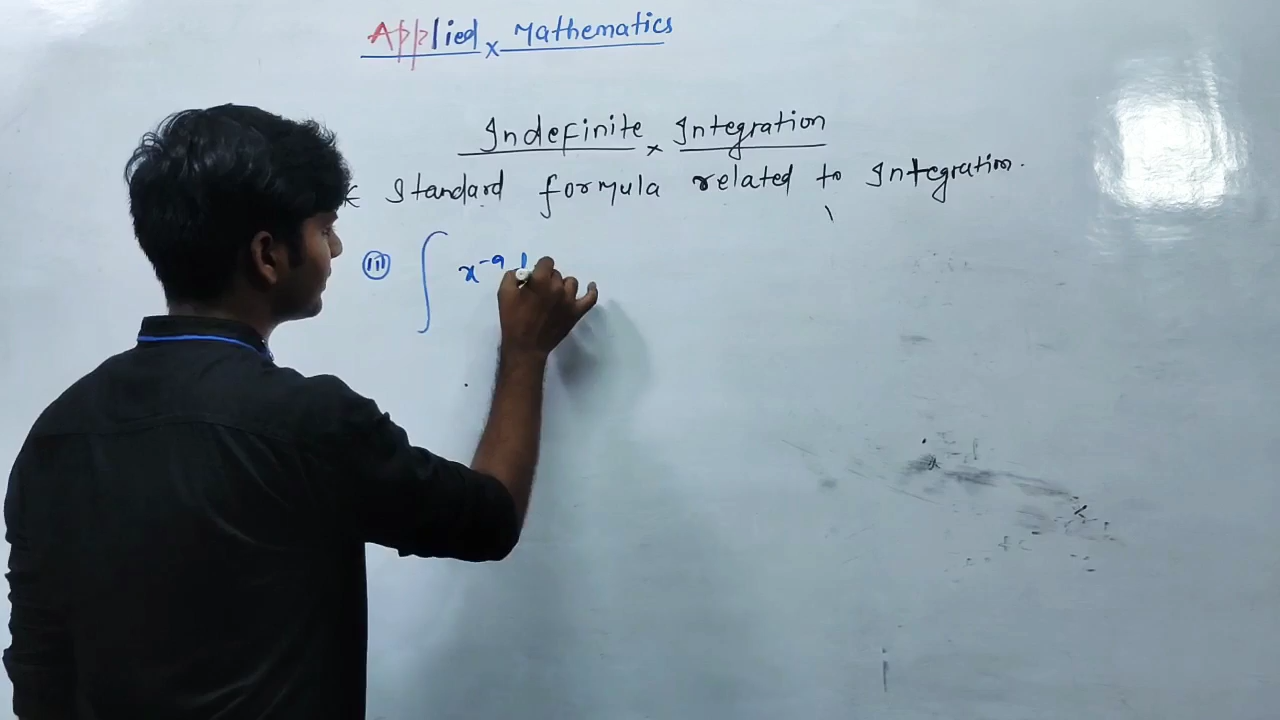 Applied × Mathematics
Indefinite × Integration
Standard formula related to Integration.
(iii) ∫ x⁻⁹